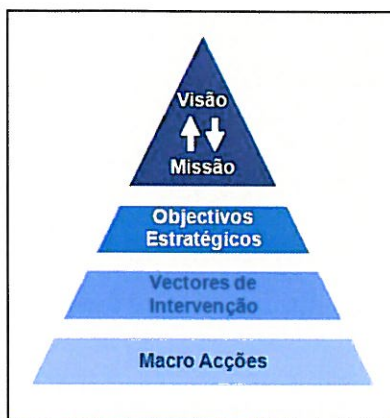 Visão
Missão
Objectivos
Estratégicos
Vectores de
Intervenção
Macro Acções